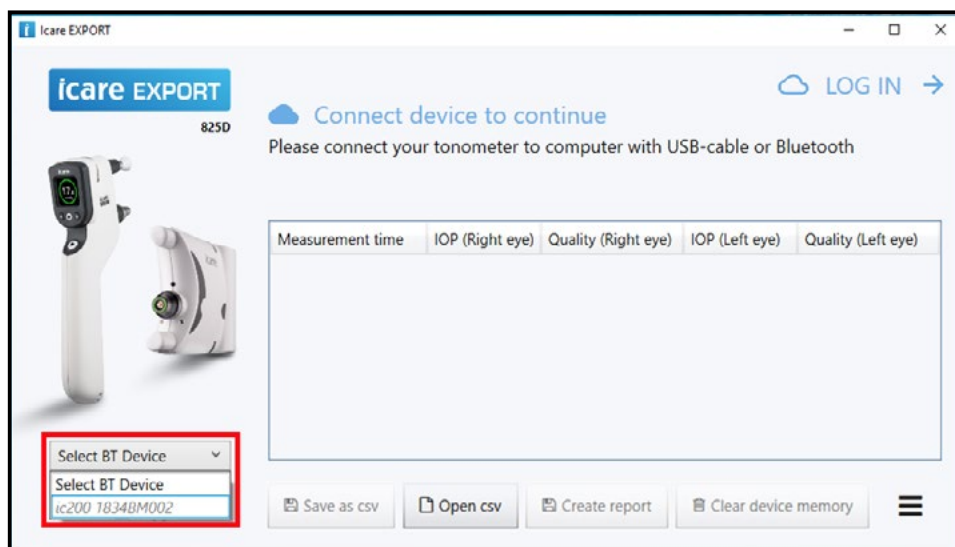 Icare EXPORT
icare EXPORT
825D
LOG IN
Connect device to continue
Please connect your tonometer to computer with USB-cable or Bluetooth
Measurement time IOP (Right eye) Quality (Right eye) IOP (Left eye) Quality (Left eye)
Select BT Device
Select BT Device
ic200 1834BM002
Save as csv Open csv Create report Clear device memory